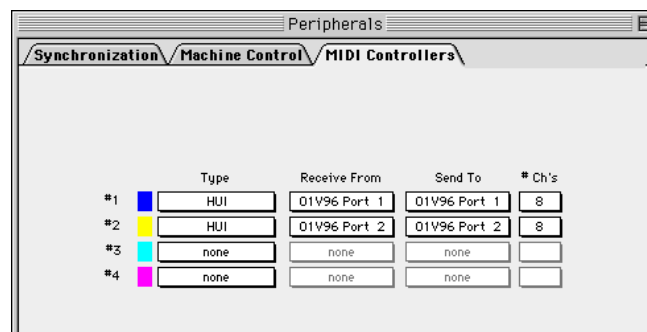 Peripherals
Synchronization Machine Control MIDI Controllers
Type Receive From Send To # Ch's
#1 HUI 01V96 Port 1 01V96 Port 1 8
#2 HUI 01V96 Port 2 01V96 Port 2 8
#3 none none none
#4 none none none